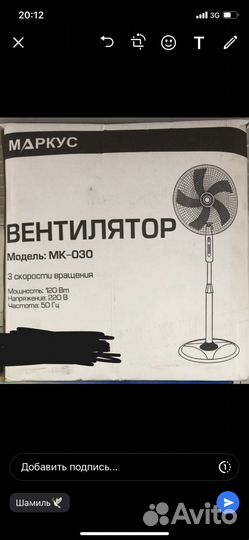 20:12
3G
T
МАРКУС
ВЕНТИЛЯТОР
Модель: МК-030
3 скорости вращения
Мощность: 120 Вт
Напряжение: 220 В
Частота: 50 Гц
Добавить подпись...
1
Шамиль
Avito